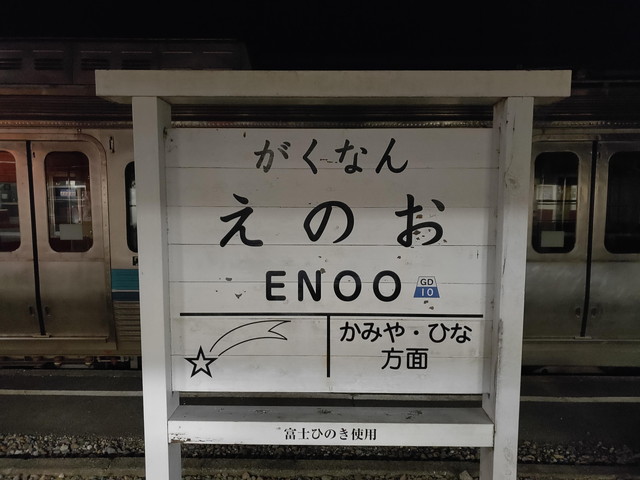 がくなん
えのお
ENOO GD 10
かみや・ひな
方面
富士ひのき使用